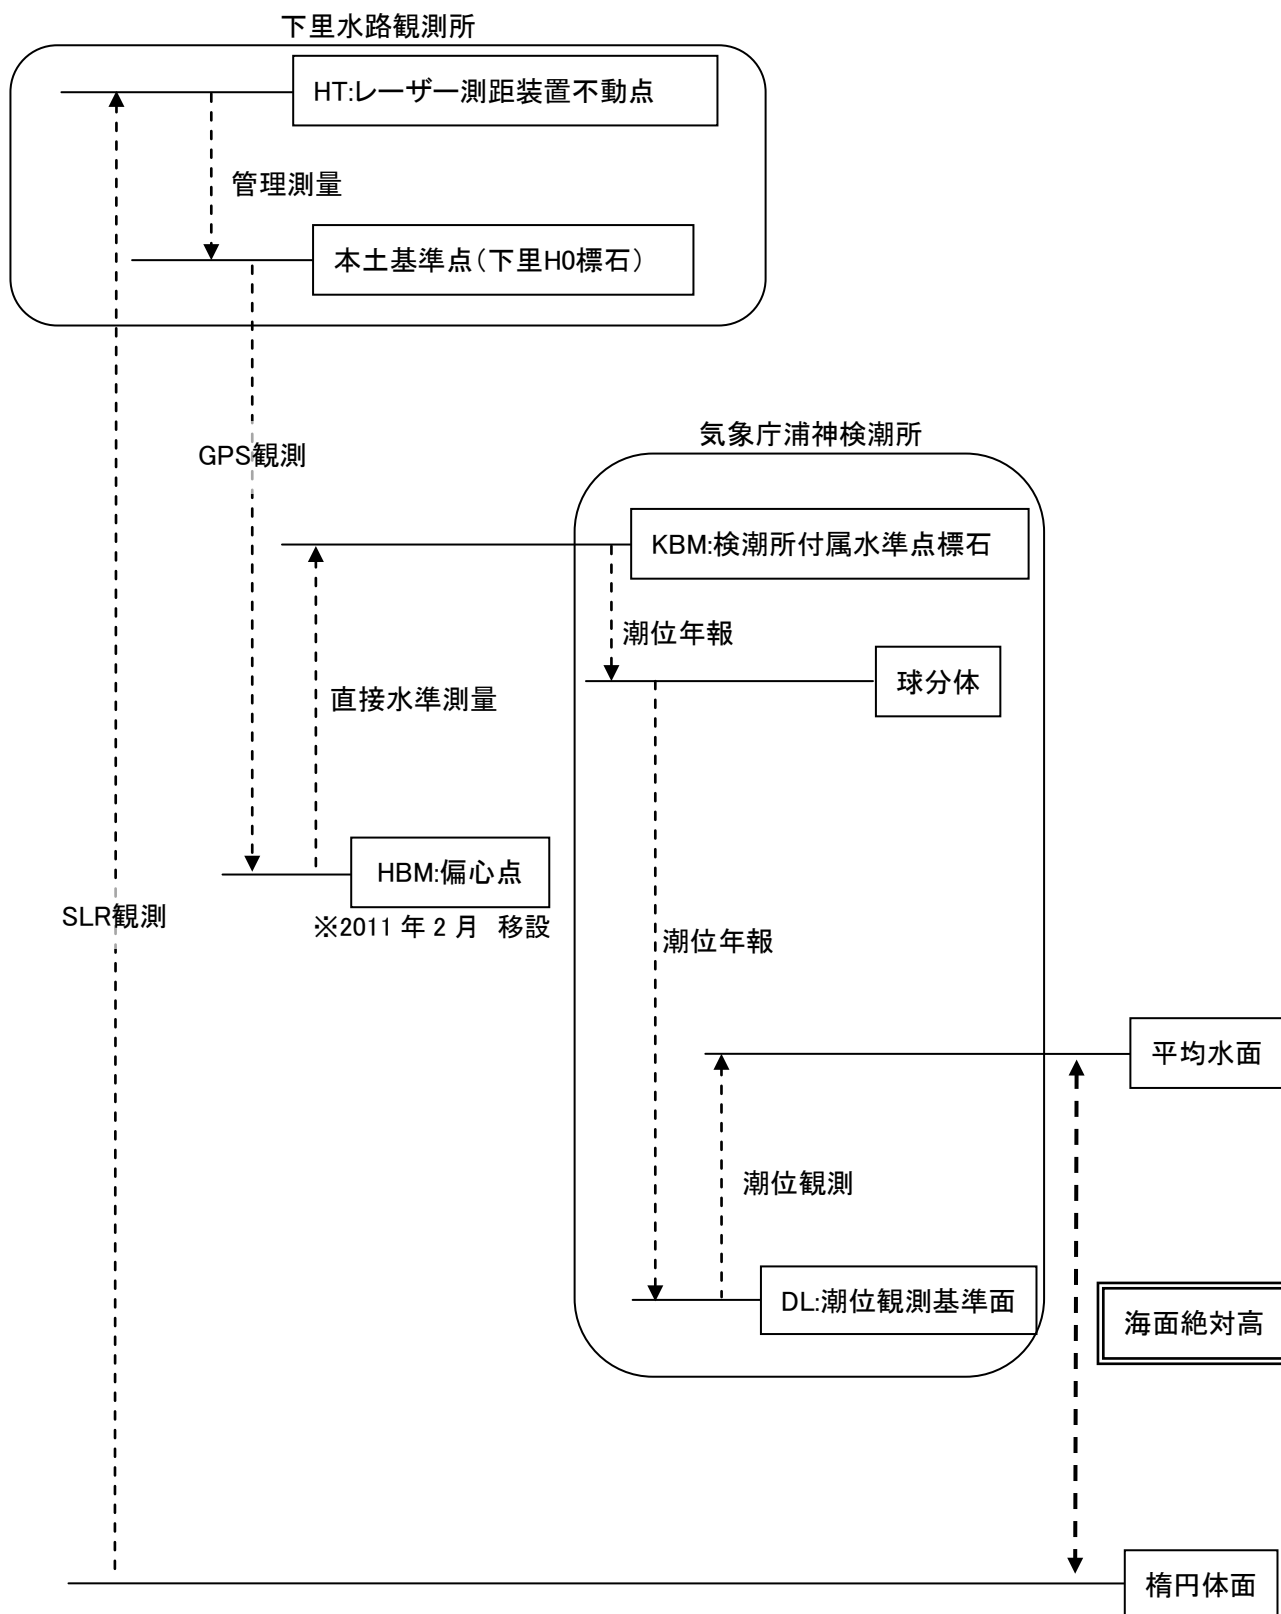 下里水路観測所
HT:レーザー測距装置不動点
管理測量
本土基準点(下里H0標石)
GPS観測
気象庁浦神検潮所
KBM:検潮所付属水準点標石
潮位年報
球分体
直接水準測量
HBM:偏心点
※2011 年 2 月 移設
SLR観測
潮位年報
平均水面
潮位観測
DL:潮位観測基準面
海面絶対高
楕円体面